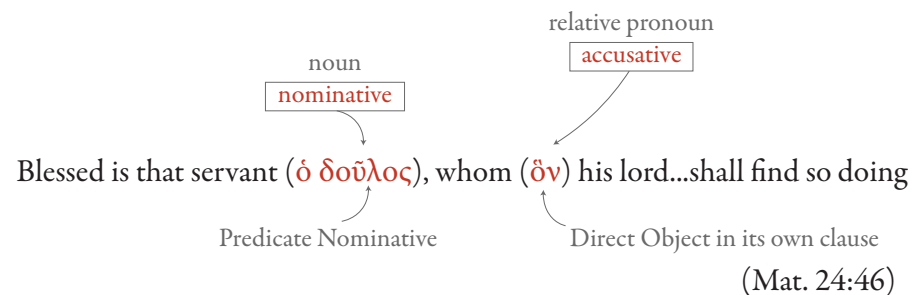 relative pronoun
accusative
noun
nominative
Blessed is that servant (ὁ δοῦλος), whom (ὃν) his lord...shall find so doing
Predicate Nominative
Direct Object in its own clause
(Mat. 24:46)